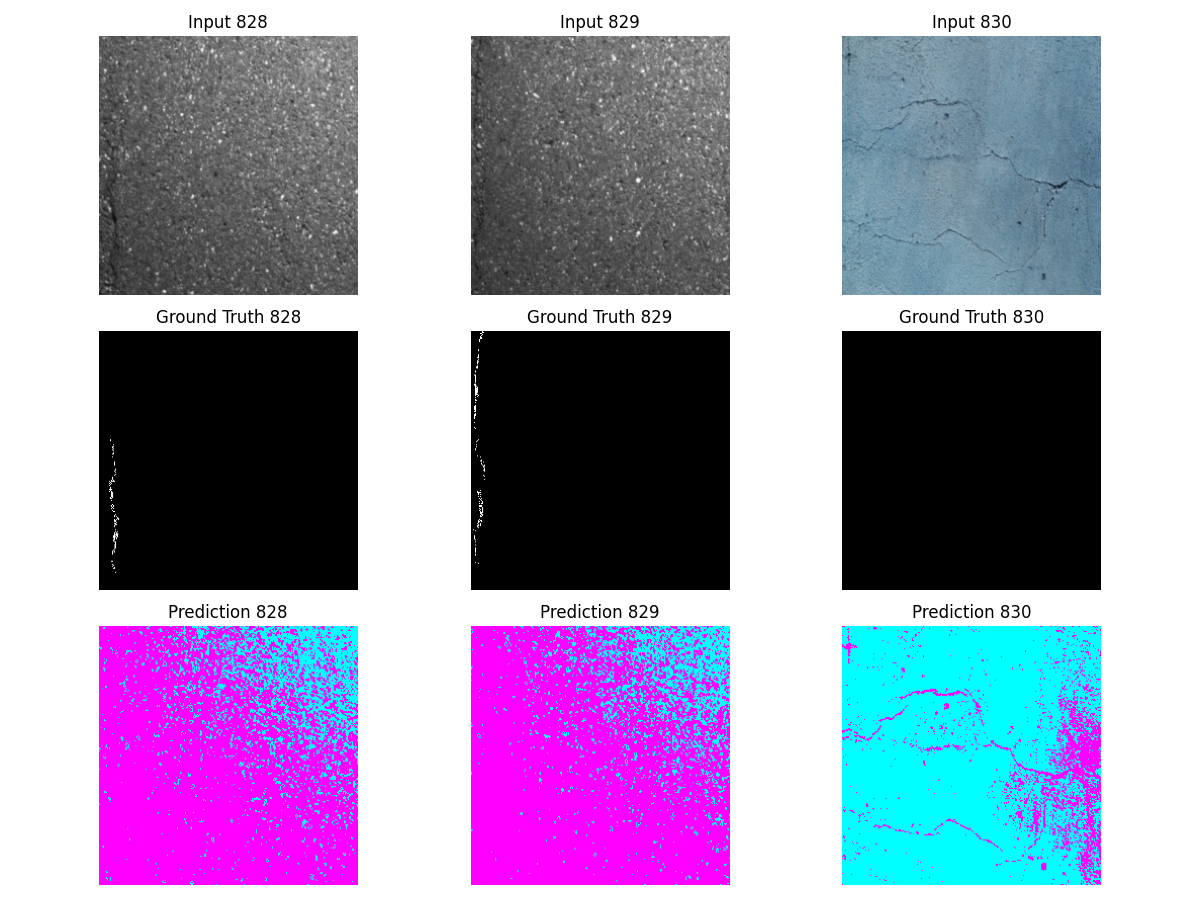 Input 828
Input 829
Input 830
Ground Truth 828
Ground Truth 829
Ground Truth 830
Prediction 828
Prediction 829
Prediction 830